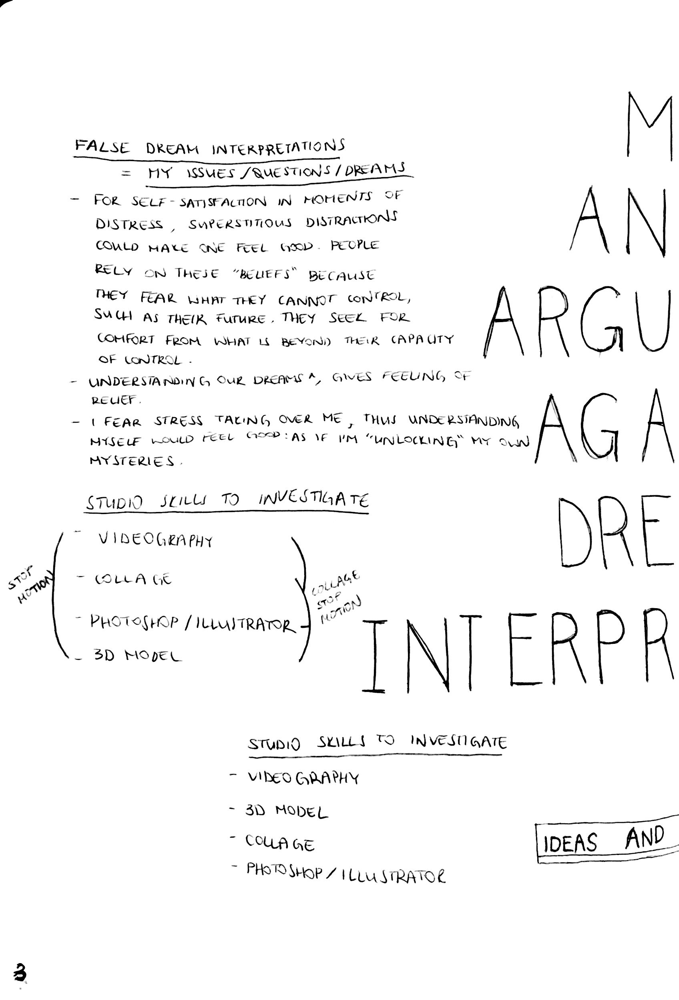 FALSE DREAM INTERPRETATIONS
= MY ISSUES/QUESTIONS/DREAMS
- FOR SELF-SATISFACTION IN MOMENTS OF
DISTRESS, SUPERSTITIOUS DISTRACTIONS
COULD MAKE ONE FEEL GOOD. PEOPLE
RELY ON THESE "BELIEFS" BECAUSE
THEY FEAR WHAT THEY CANNOT CONTROL,
SUCH AS THEIR FUTURE. THEY SEEK FOR
COMFORT FROM WHAT IS BEYOND THEIR CAPACITY
OF CONTROL.
- UNDERSTANDING OUR DREAMS ^, GIVES FEELING OF
RELIEF.
- I FEAR STRESS TAKING OVER ME, THUS UNDERSTANDING
MYSELF WOULD FEEL GOOD: AS IF I'M "UNLOCKING" MY OWN
MYSTERIES.
M
AN
ARGU
AGA
DRE
INTERPR
STUDIO SKILLS TO INVESTIGATE
- VIDEOGRAPHY
- COLLAGE
- PHOTOSHOP/ILLUSTRATOR
- 3D MODEL
STOP
MOTION
COLLAGE
STOP
MOTION
STUDIO SKILLS TO INVESTIGATE
- VIDEOGRAPHY
- 3D MODEL
- COLLAGE
- PHOTOSHOP/ILLUSTRATOR
IDEAS AND
3